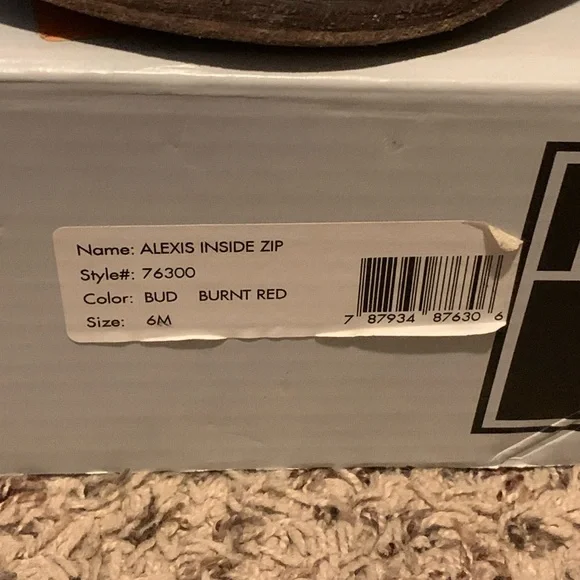 Name: ALEXIS INSIDE ZIP
Style#: 76300
Color: BUD BURNT RED
Size: 6M
7 87934 87630 6